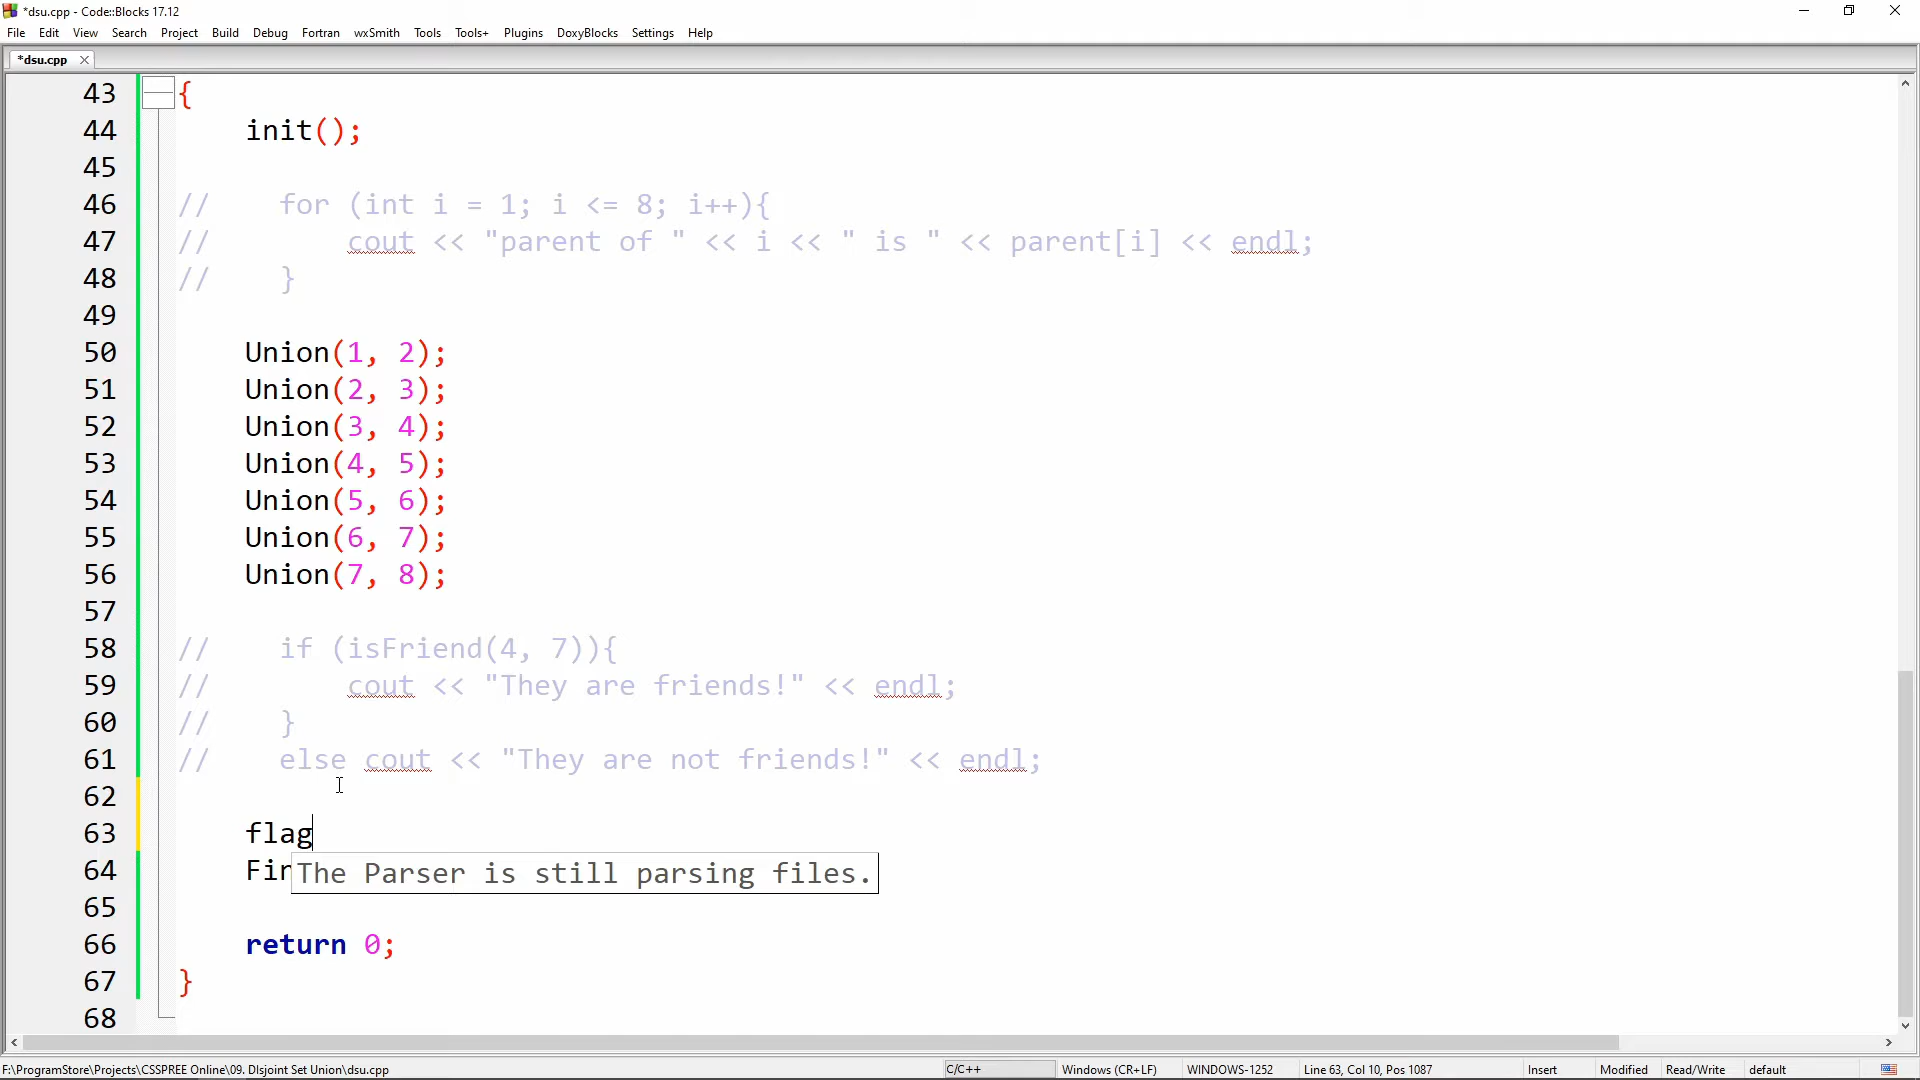 *dsu.cpp - Code::Blocks 17.12
File Edit View Search Project Build Debug Fortran wxSmith Tools Tools+ Plugins DoxyBlocks Settings Help
*dsu.cpp
43 {
44 init();
45
46 // for (int i = 1; i <= 8; i++){
47 // cout << "parent of " << i << " is " << parent[i] << endl;
48 // }
49
50 Union(1, 2);
51 Union(2, 3);
52 Union(3, 4);
53 Union(4, 5);
54 Union(5, 6);
55 Union(6, 7);
56 Union(7, 8);
57
58 // if (isFriend(4, 7)){
59 // cout << "They are friends!" << endl;
60 // }
61 // else cout << "They are not friends!" << endl;
62
63 flag
64 Fin The Parser is still parsing files.
65
66 return 0;
67 }
68
F:\ProgramStore\Projects\CSSPREE Online\09. DIsjoint Set Union\dsu.cpp C/C++ Windows (CR+LF) WINDOWS-1252 Line 63, Col 10, Pos 1087 Insert Modified Read/Write default